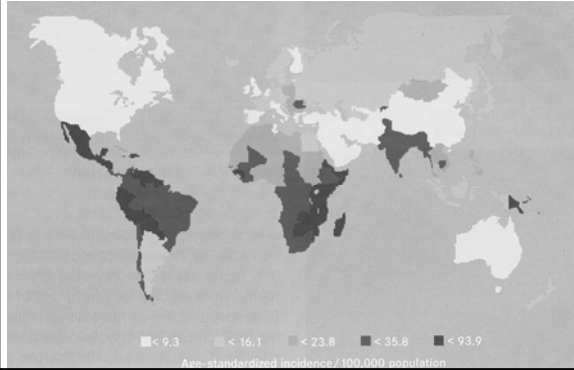 < 9.3 < 16.1 < 23.8 < 35.8 < 93.9
Age-standardized incidence/100,000 population